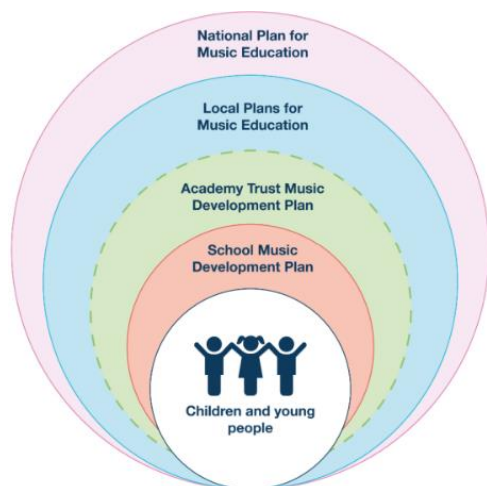 National Plan for
Music Education
Local Plans for
Music Education
Academy Trust Music
Development Plan
School Music
Development Plan
Children and young
people